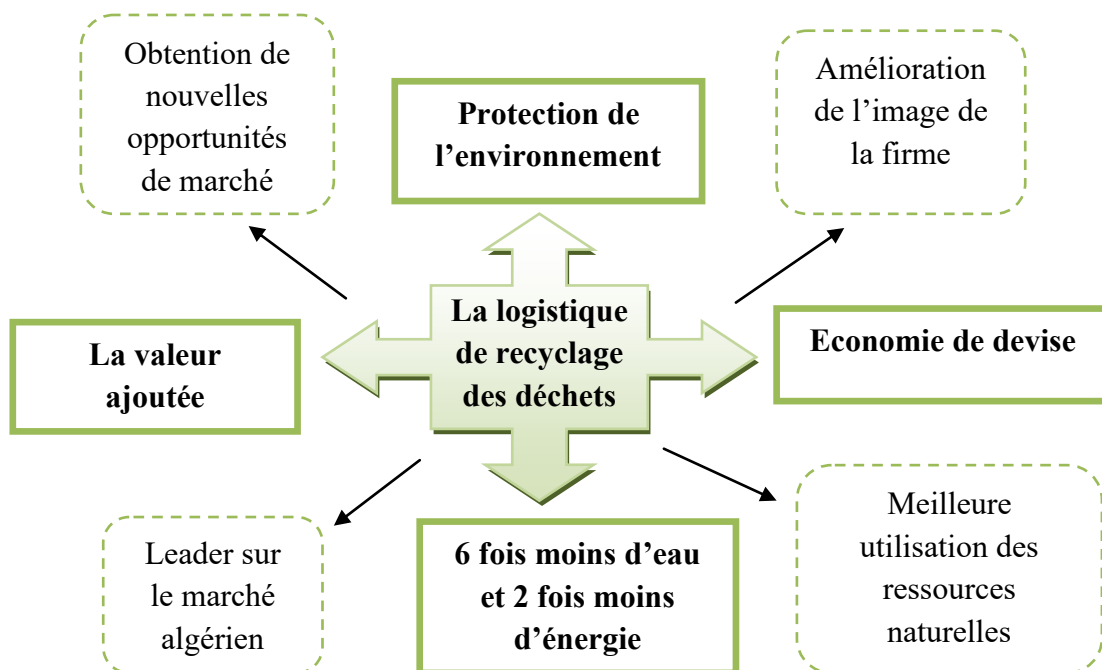 Obtention de
nouvelles
opportunités
de marché
Protection de
l’environnement
Amélioration
de l’image de
la firme
La valeur
ajoutée
La logistique
de recyclage
des déchets
Economie de devise
Leader sur
le marché
algérien
6 fois moins d’eau
et 2 fois moins
d’énergie
Meilleure
utilisation des
ressources
naturelles